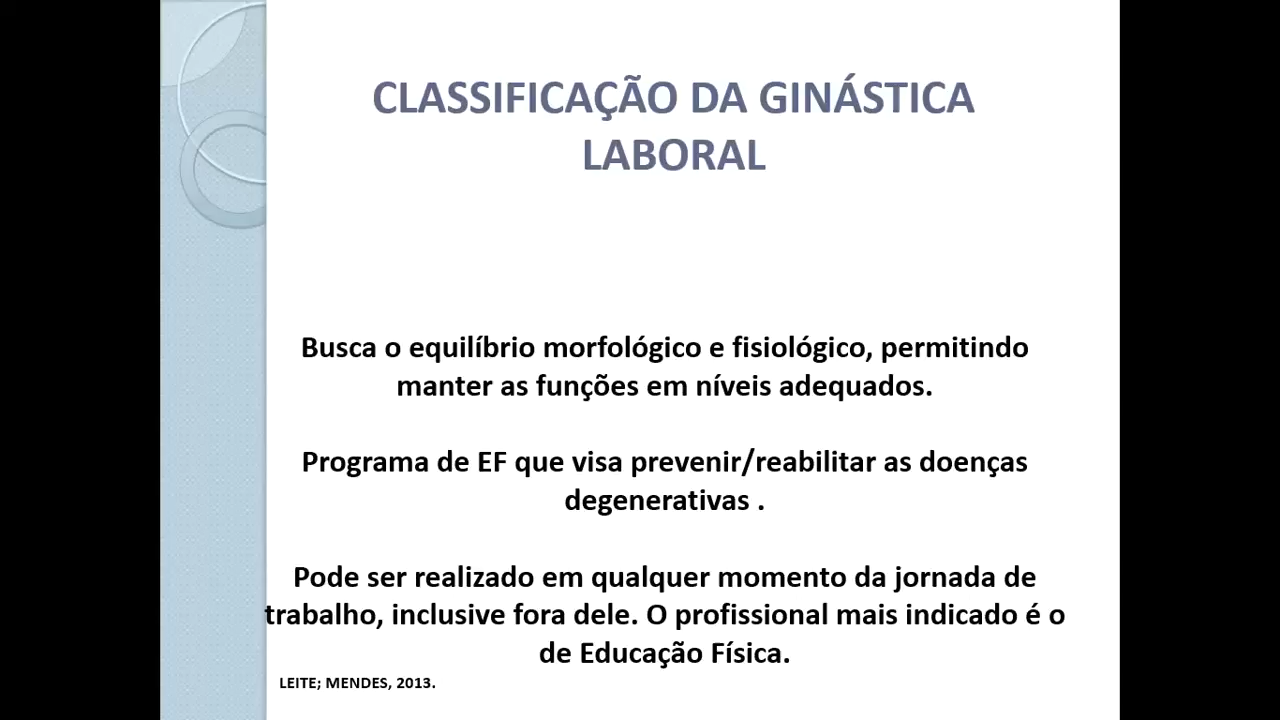 CLASSIFICAÇÃO DA GINÁSTICA
LABORAL
Busca o equilíbrio morfológico e fisiológico, permitindo
manter as funções em níveis adequados.
Programa de EF que visa prevenir/reabilitar as doenças
degenerativas .
Pode ser realizado em qualquer momento da jornada de
trabalho, inclusive fora dele. O profissional mais indicado é o
de Educação Física.
LEITE; MENDES, 2013.